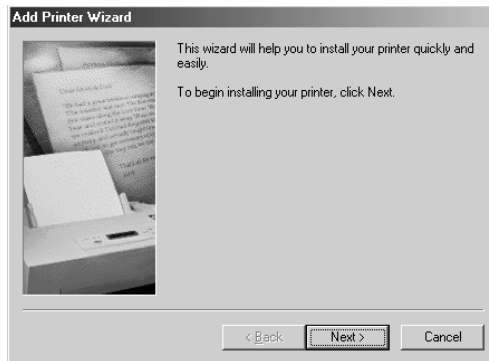 Add Printer Wizard
This wizard will help you to install your printer quickly and
easily.
To begin installing your printer, click Next.
< Back
Next >
Cancel